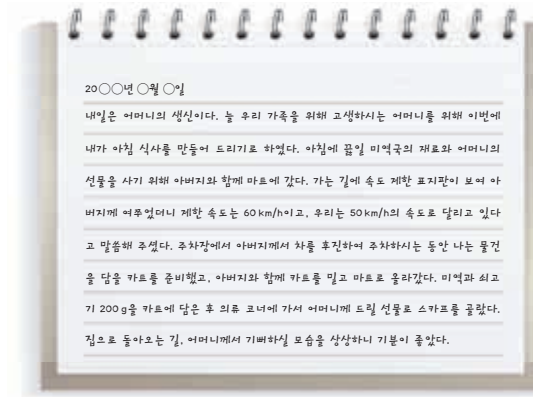 20○○년 ○월 ○일
내일은 어머니의 생신이다. 늘 우리 가족을 위해 고생하시는 어머니를 위해 이번에
내가 아침 식사를 만들어 드리기로 하였다. 아침에 끓일 미역국의 재료와 어머니의
선물을 사기 위해 아버지와 함께 마트에 갔다. 가는 길에 속도 제한 표지판이 보여 아
버지께 여쭈었더니 제한 속도는 60 km/h이고, 우리는 50 km/h의 속도로 달리고 있다
고 말씀해 주셨다. 주차장에서 아버지께서 차를 후진하여 주차하시는 동안 나는 물건
을 담을 카트를 준비했고, 아버지와 함께 카트를 밀고 마트로 올라갔다. 미역과 쇠고
기 200 g을 카트에 담은 후 의류 코너에 가서 어머니께 드릴 선물로 스카프를 골랐다.
집으로 돌아오는 길, 어머니께서 기뻐하실 모습을 상상하니 기분이 좋았다.